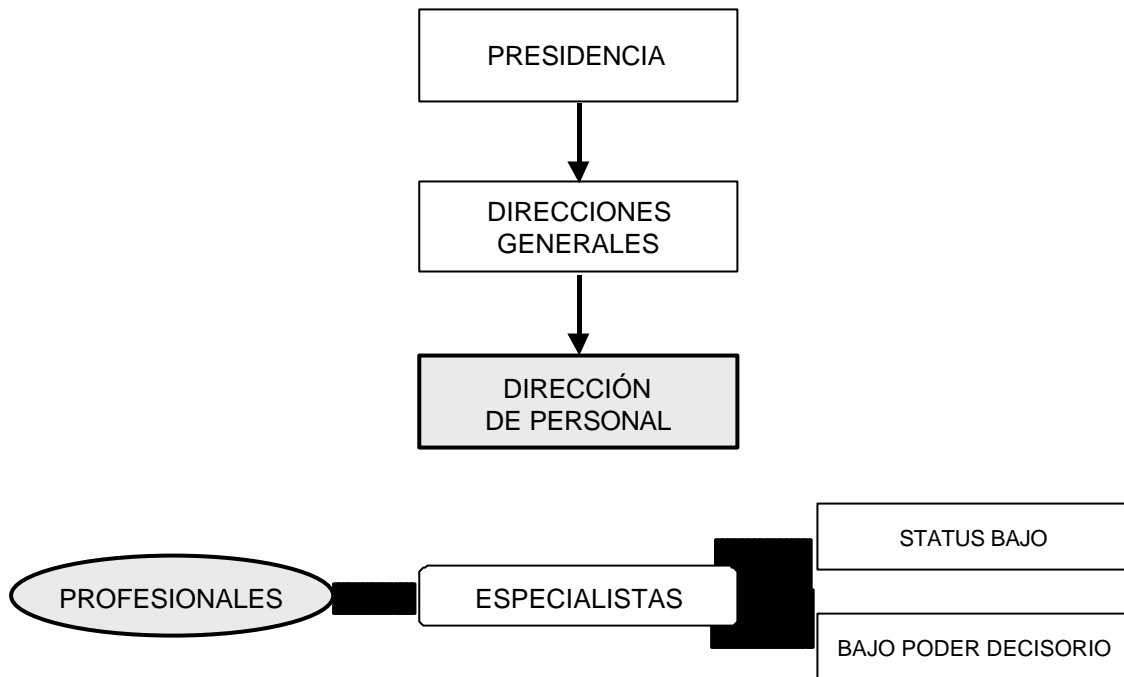 PRESIDENCIA
DIRECCIONES
GENERALES
DIRECCIÓN
DE PERSONAL
STATUS BAJO
PROFESIONALES
ESPECIALISTAS
BAJO PODER DECISORIO